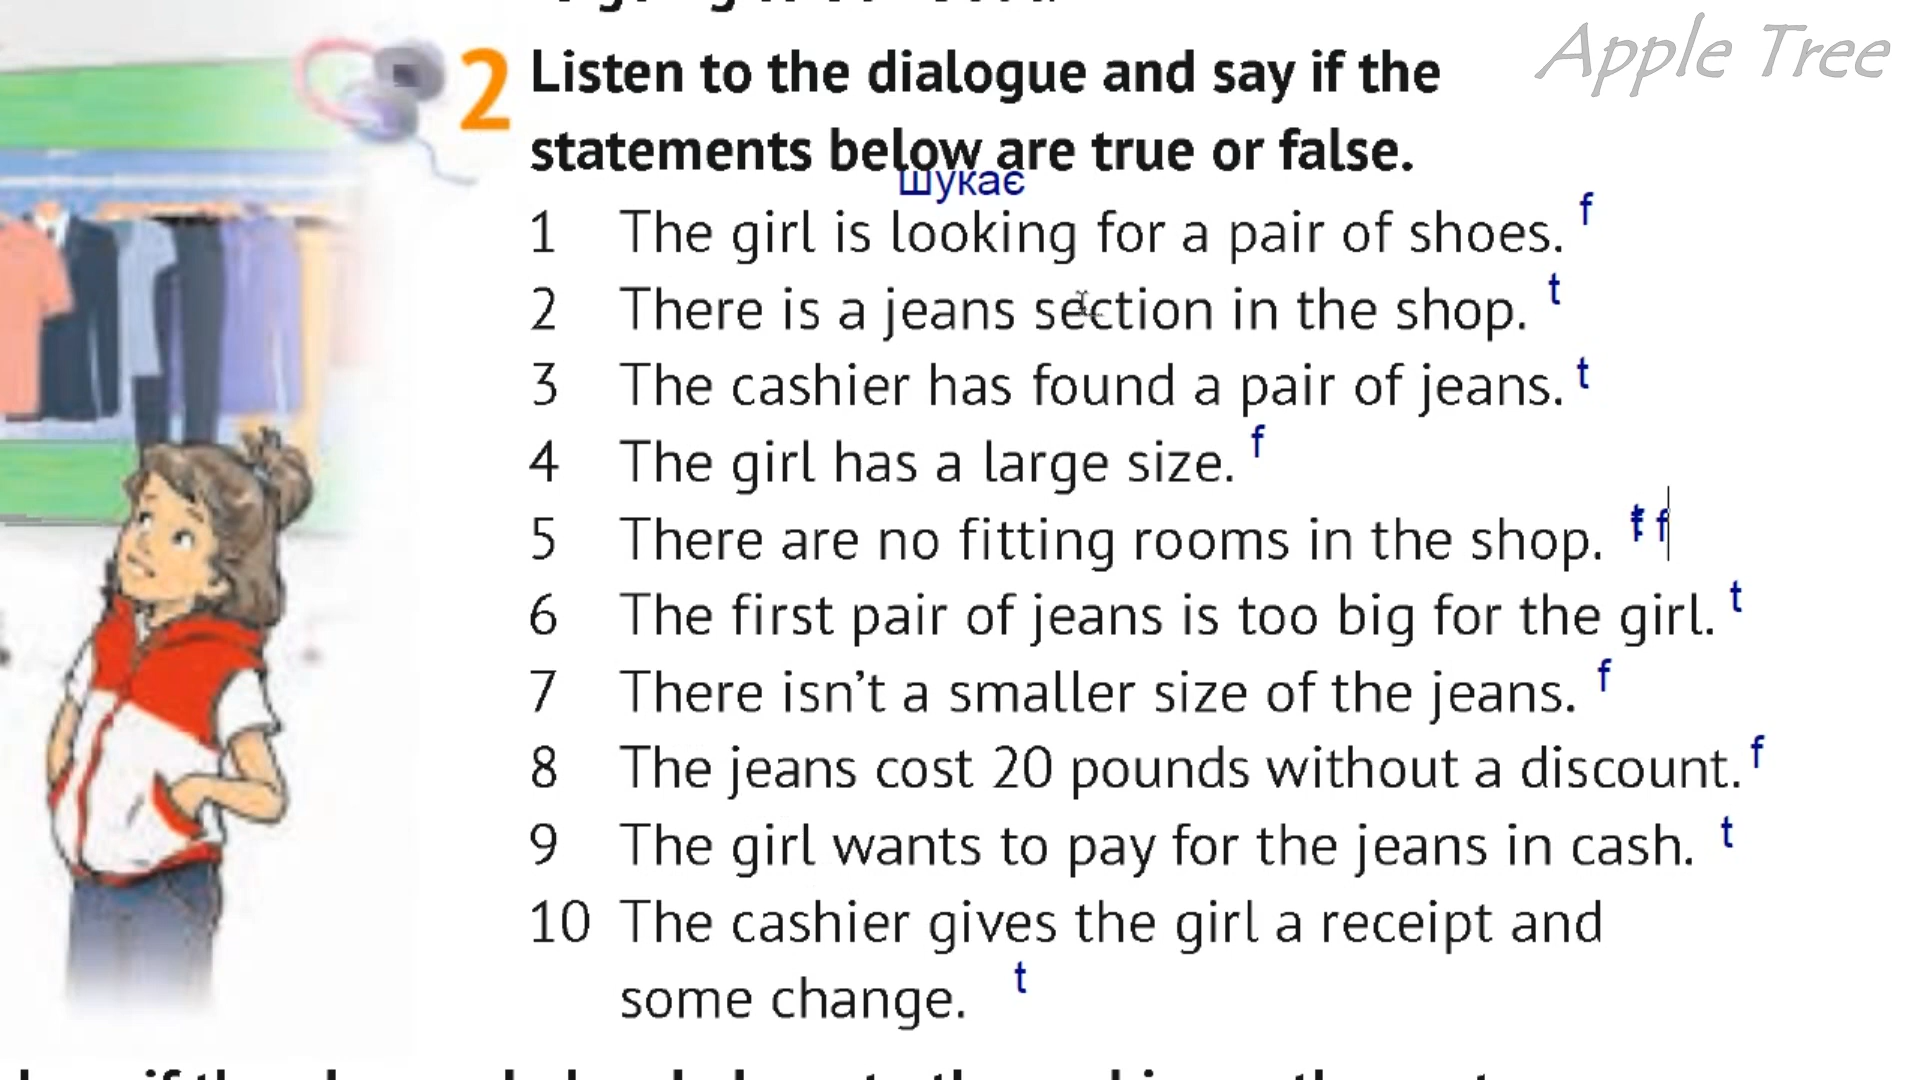 Apple Tree
2 Listen to the dialogue and say if the
statements below are true or false.
шукає
1 The girl is looking for a pair of shoes. f
2 There is a jeans section in the shop. t
3 The cashier has found a pair of jeans. t
4 The girl has a large size. f
5 There are no fitting rooms in the shop. f
6 The first pair of jeans is too big for the girl. t
7 There isn't a smaller size of the jeans. f
8 The jeans cost 20 pounds without a discount. f
9 The girl wants to pay for the jeans in cash. t
10 The cashier gives the girl a receipt and
some change. t